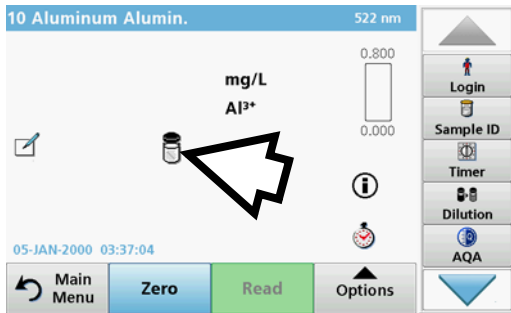 10 Aluminum Alumin.
522 nm
0.800
mg/L
Al³⁺
0.000
05-JAN-2000 03:37:04
Main
Menu
Zero
Read
Options
Login
Sample ID
Timer
Dilution
AQA